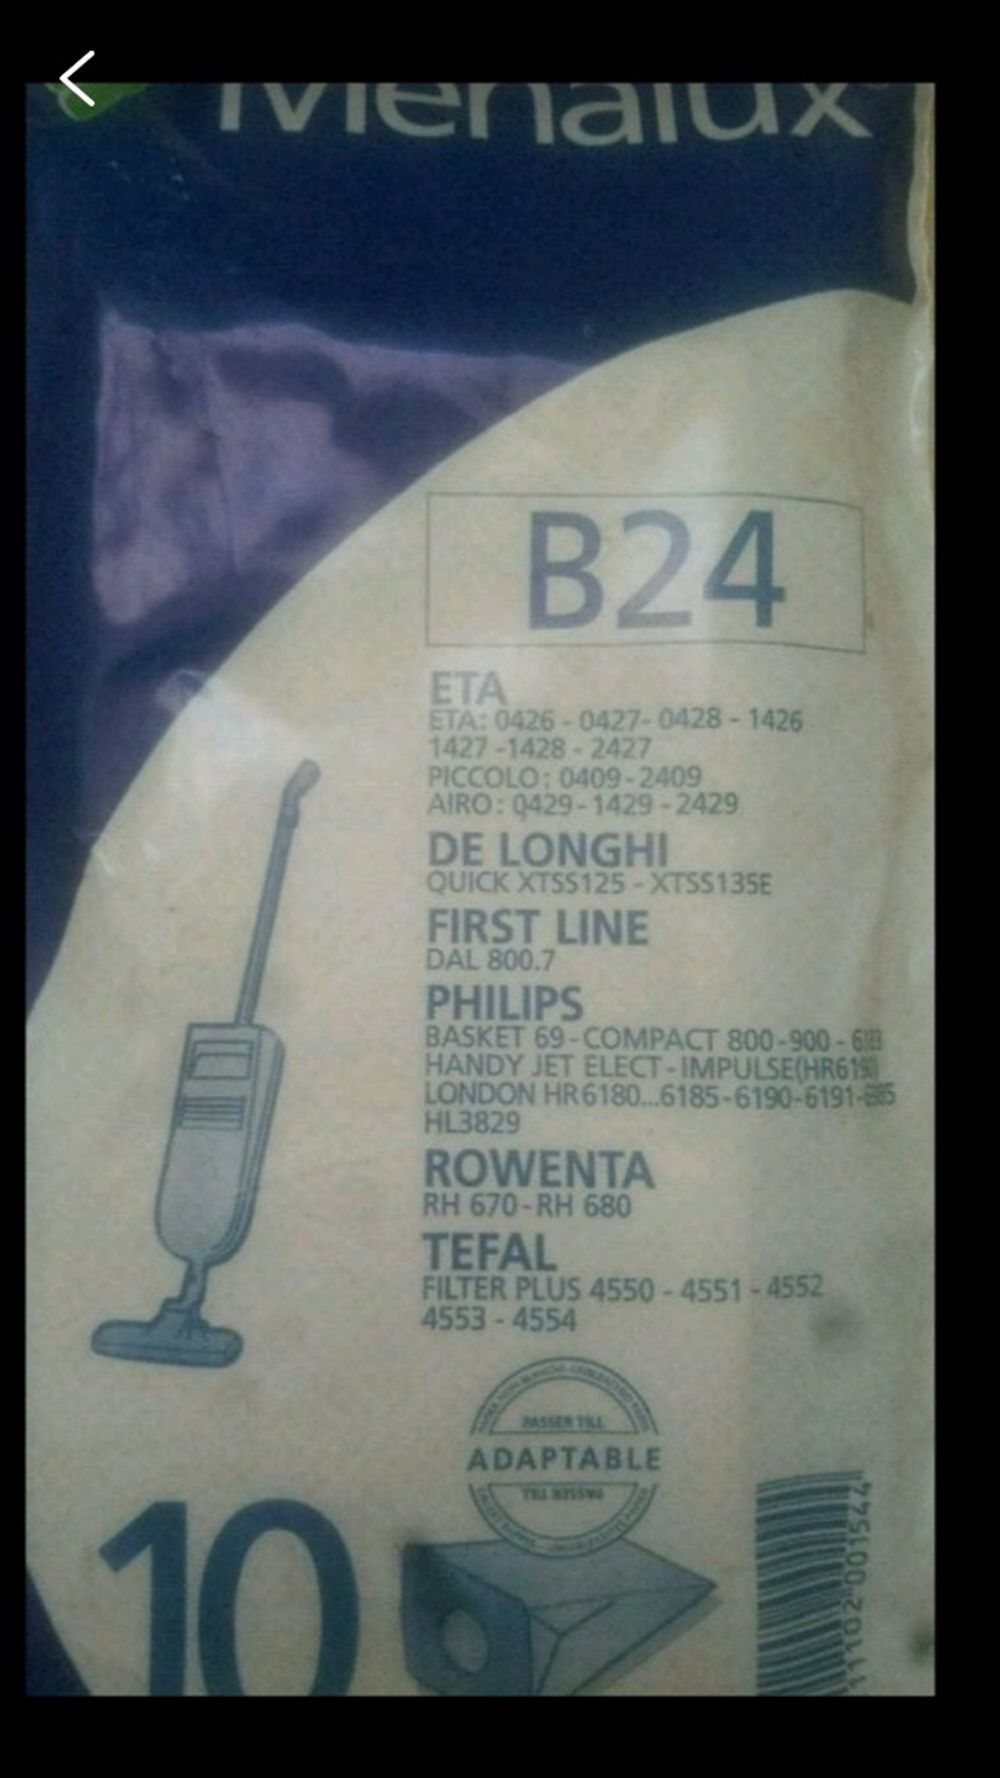 Menalux
B24
ETA
ETA: 0426 - 0427- 0428 - 1426
1427 -1428 - 2427
PICCOLO: 0409-2409
AIRO: 0429-1429-2429
DE LONGHI
QUICK XTSS125 - XTSS135E
FIRST LINE
DAL 800.7
PHILIPS
BASKET 69-COMPACT 800-900 -
HANDY JET ELECT-IMPULSE(HR6190
LONDON HR6180...6185-6190-6191-
HL3829
ROWENTA
RH 670-RH 680
TEFAL
FILTER PLUS 4550 - 4551 - 4552
4553 - 4554
PASSER TILL
ADAPTABLE
PASSER TILL
10